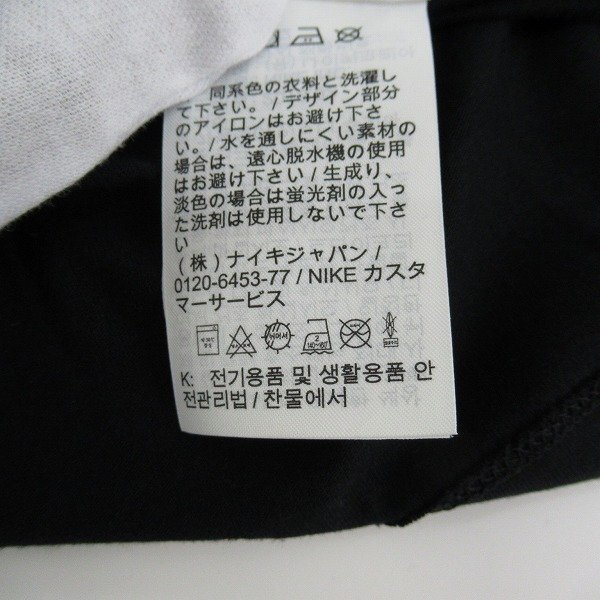 同系色の衣料と洗濯し
て下さい。/ デザイン部分
のアイロンはお避け下さ
い。/ 水を通しにくい素材の
場合は、遠心脱水機の使用
はお避け下さい / 生成り、
淡色の場合は蛍光剤の入っ
た洗剤は使用しないで下さ
い
(株) ナイキジャパン /
0120-6453-77 / NIKE カスタ
マーサービス
K: 전기용품 및 생활용품 안
전관리법 / 찬물에서